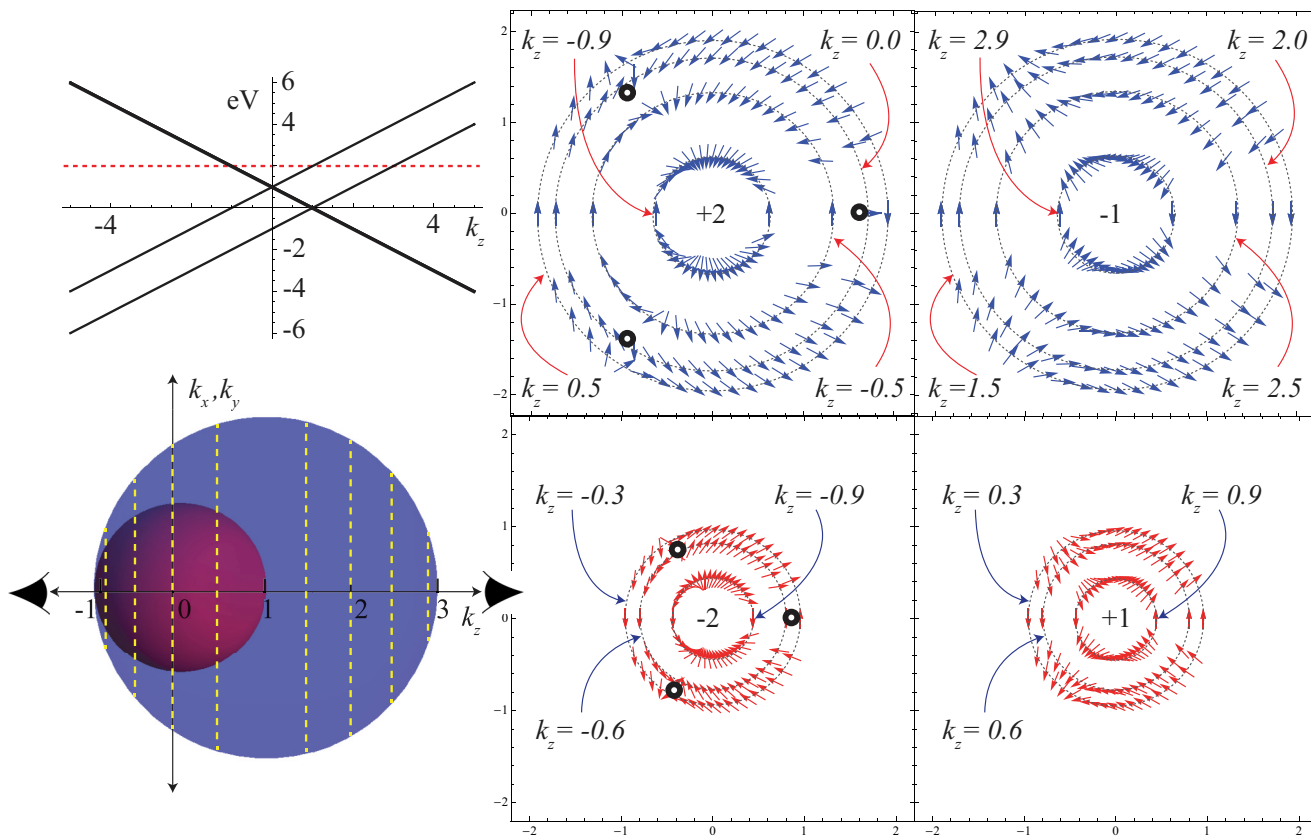 6
eV
4
-4
4
k_z
-2
-4
-6
k_x,k_y
-1
0
1
2
3
k_z
2
1
0
-1
-2
k_z= -0.9
k_z= 0.0
+2
k_z= 0.5
k_z= -0.5
k_z= 2.9
k_z= 2.0
-1
k_z=1.5
k_z= 2.5
2
1
0
-1
-2
k_z= -0.3
k_z= -0.9
-2
k_z= -0.6
-2
-1
0
1
2
k_z= 0.3
k_z= 0.9
+1
k_z= 0.6
-2
-1
0
1
2